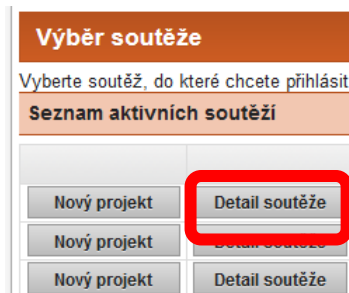 Výběr soutěže
Vyberte soutěž, do které chcete přihlásit
Seznam aktivních soutěží
Nový projekt Detail soutěže
Nový projekt
Nový projekt Detail soutěže